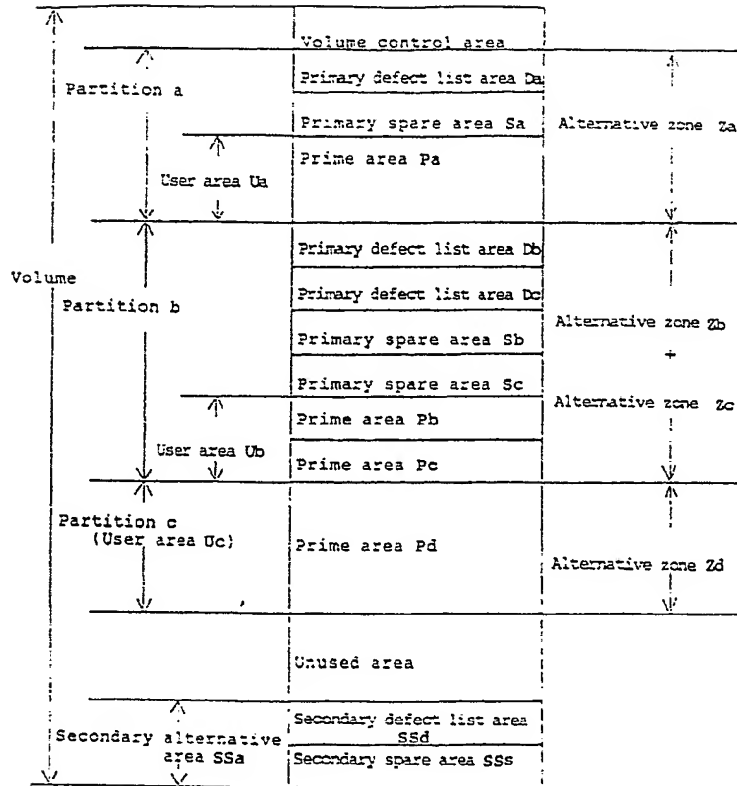 Volume control area
Primary defect list area Da
Partition a
Primary spare area Sa
Alternative zone Za
Prime area Pa
User area Ua
Primary defect list area Db
Volume
Primary defect list area Dc
Partition b
Alternative zone Zb
Primary spare area Sb
+
Primary spare area Sc
Alternative zone Zc
Prime area Pb
User area Ub
Prime area Pc
Partition c
(User area Uc)
Prime area Pd
Alternative zone Zd
Unused area
Secondary defect list area
SSd
Secondary alternative
area SSa
Secondary spare area SSs